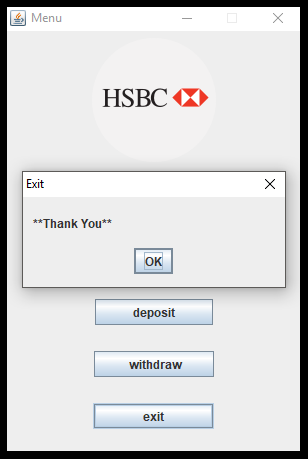 Menu
HSBC
Exit
**Thank You**
OK
deposit
withdraw
exit